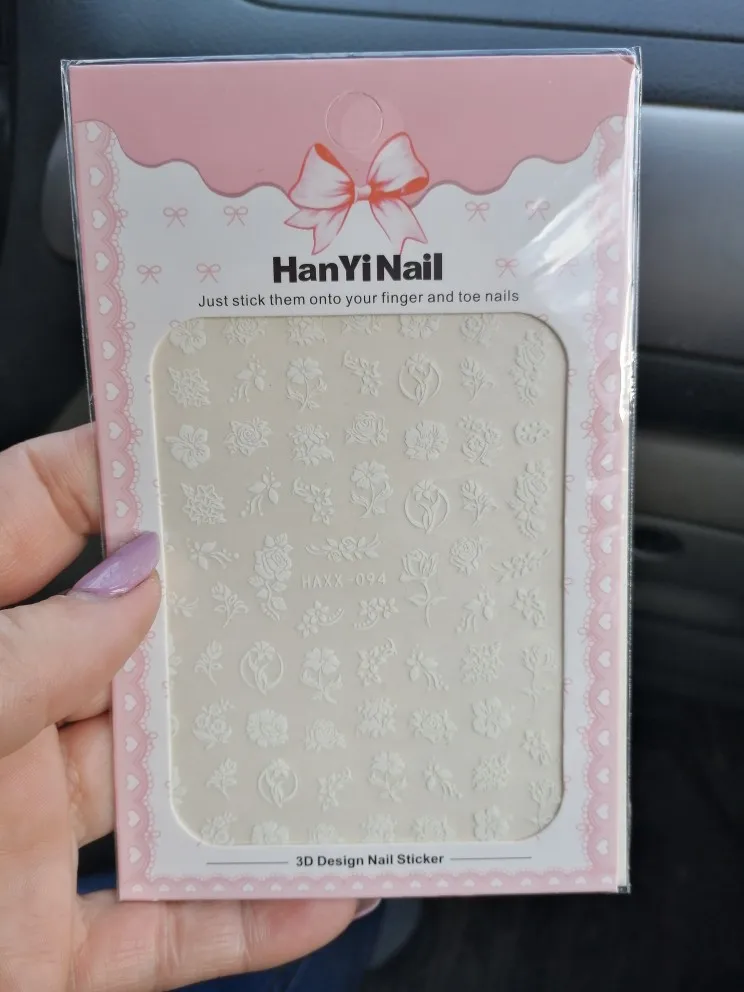 HanYi Nail
Just stick them onto your finger and toe nails
HAXX-094
3D Design Nail Sticker